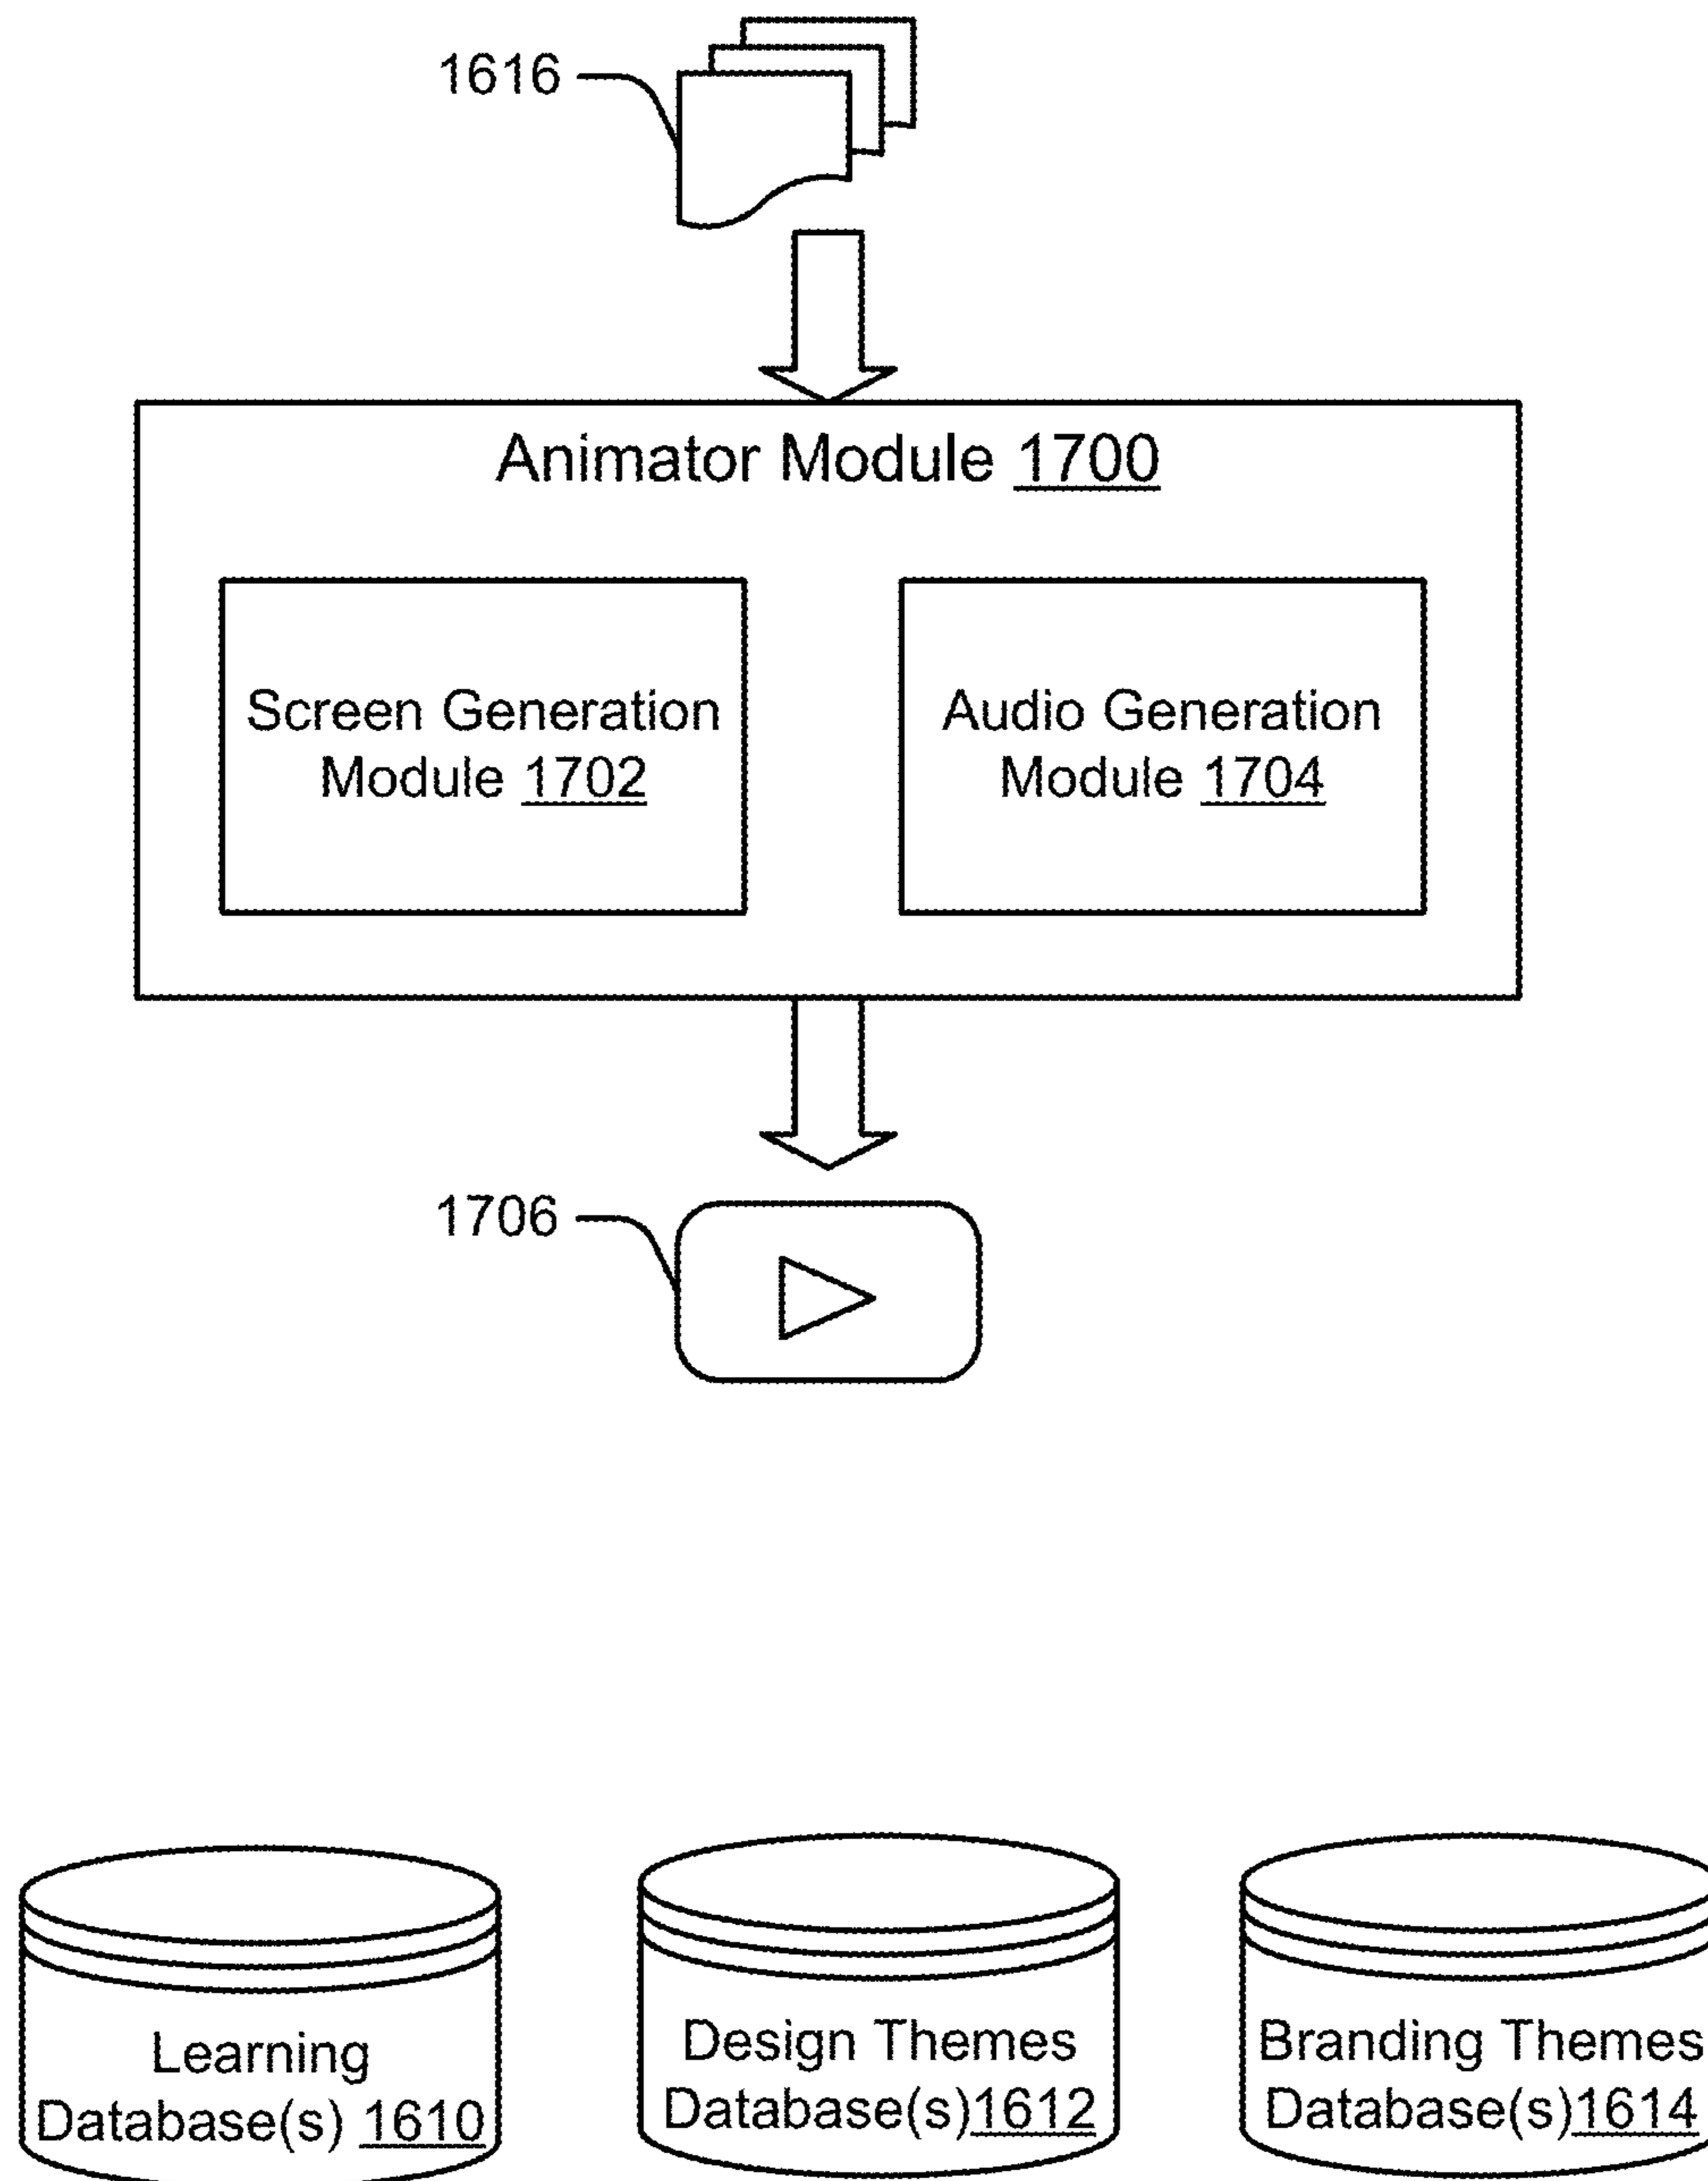 1616
Animator Module 1700
Screen Generation
Module 1702
Audio Generation
Module 1704
1706
Learning
Database(s) 1610
Design Themes
Database(s)1612
Branding Themes
Database(s)1614